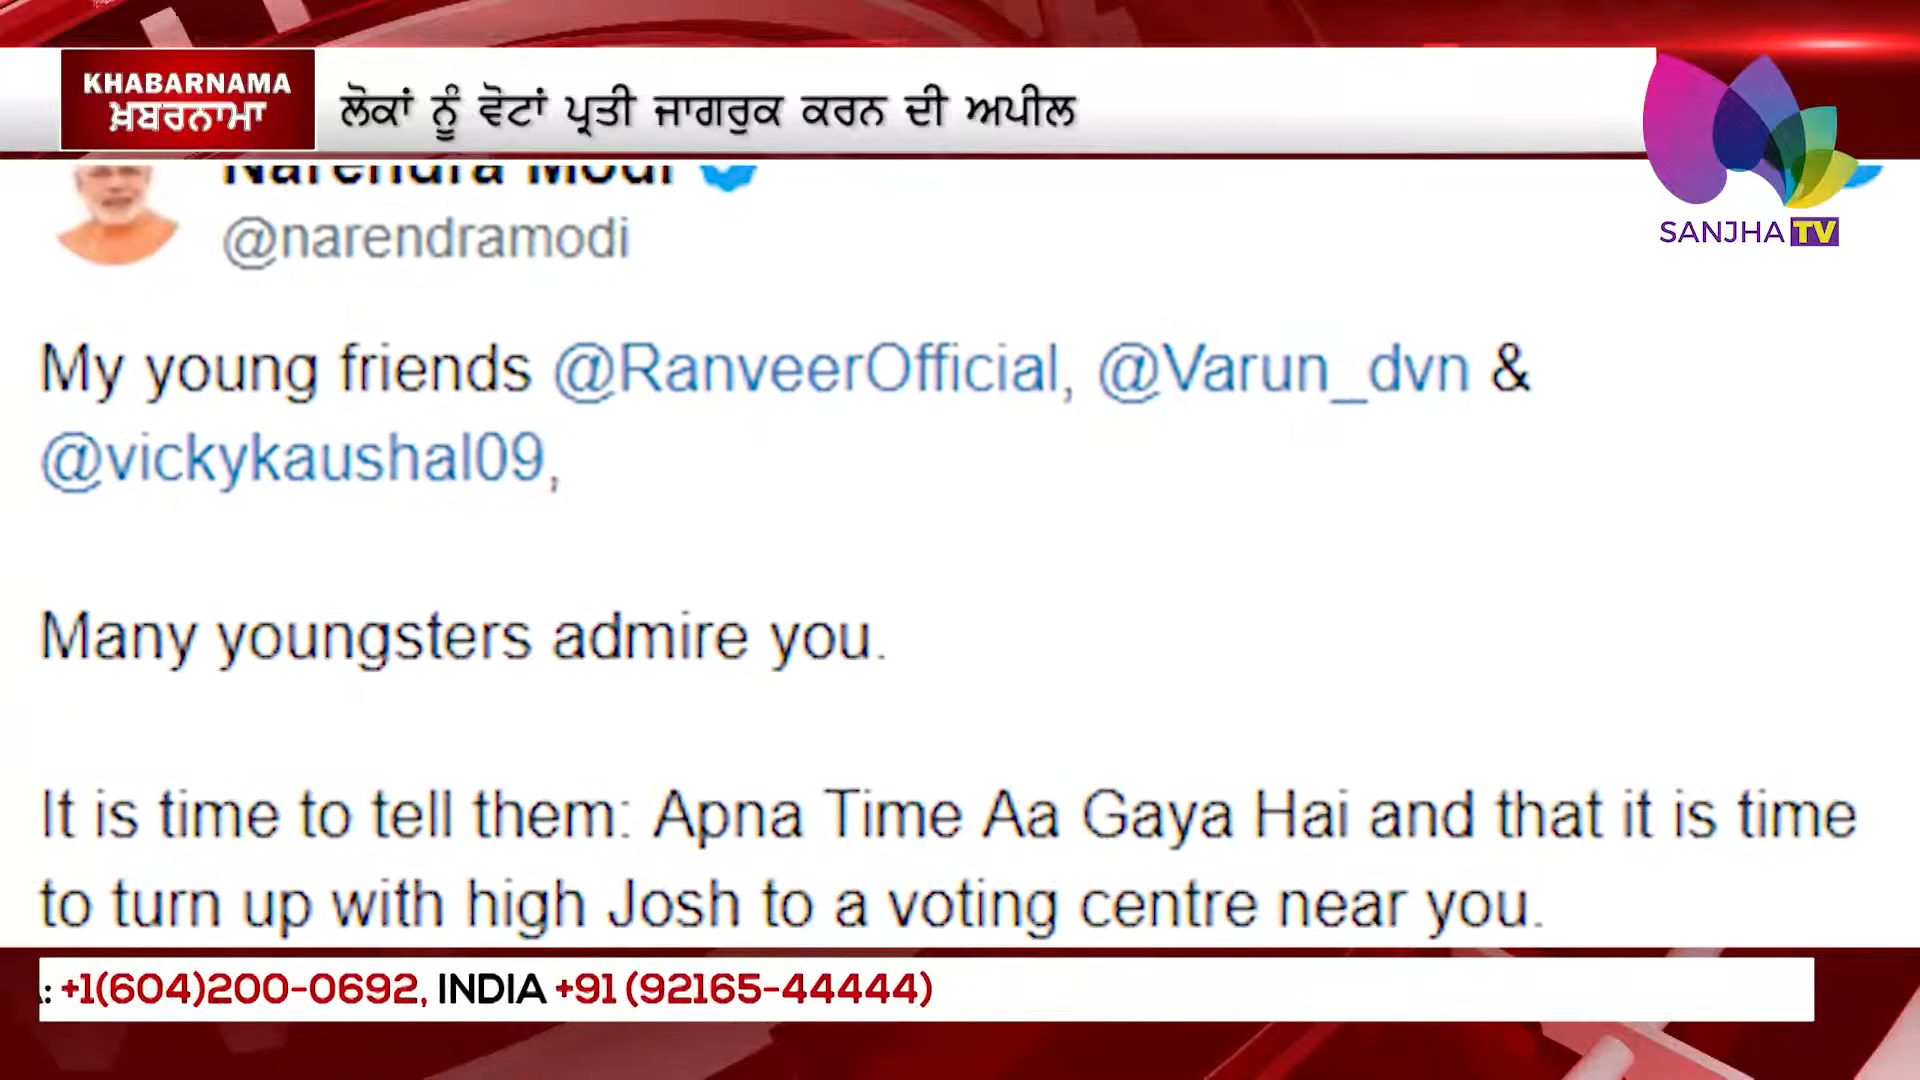 KHABARNAMA
ਖ਼ਬਰਨਾਮਾ
ਲੋਕਾਂ ਨੂੰ ਵੋਟਾਂ ਪ੍ਰਤੀ ਜਾਗਰੁਕ ਕਰਨ ਦੀ ਅਪੀਲ
SANJHA TV
Narendra Modi
@narendramodi
My young friends @RanveerOfficial, @Varun_dvn &
@vickykaushal09,
Many youngsters admire you.
It is time to tell them: Apna Time Aa Gaya Hai and that it is time
to turn up with high Josh to a voting centre near you.
: +1(604)200-0692, INDIA +91 (92165-44444)